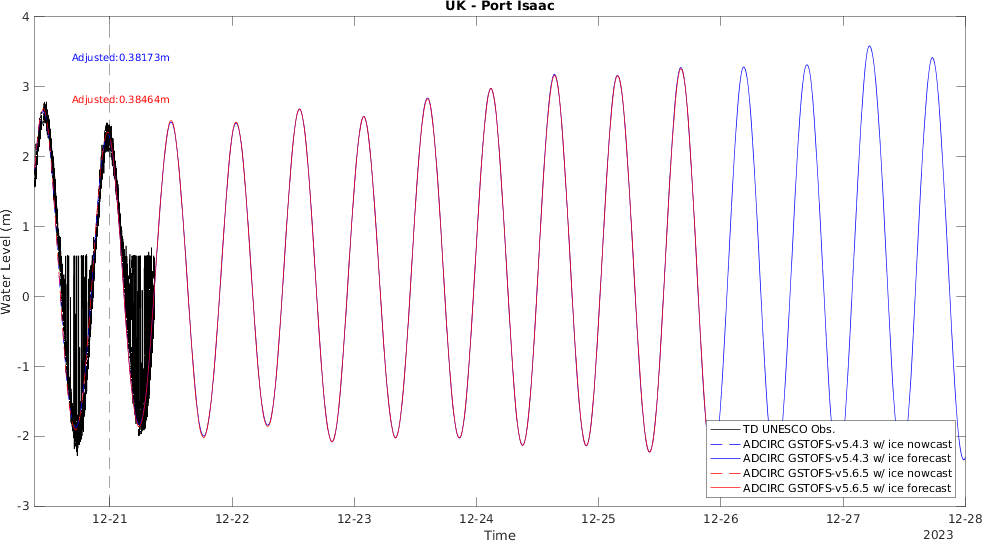 UK - Port Isaac
Water Level (m)
4
3
2
1
0
-1
-2
-3
Adjusted:0.38173m
Adjusted:0.38464m
TD UNESCO Obs.
ADCIRC GSTOFS-v5.4.3 w/ ice nowcast
ADCIRC GSTOFS-v5.4.3 w/ ice forecast
ADCIRC GSTOFS-v5.6.5 w/ ice nowcast
ADCIRC GSTOFS-v5.6.5 w/ ice forecast
12-21 12-22 12-23 12-24 12-25 12-26 12-27 12-28
Time
2023